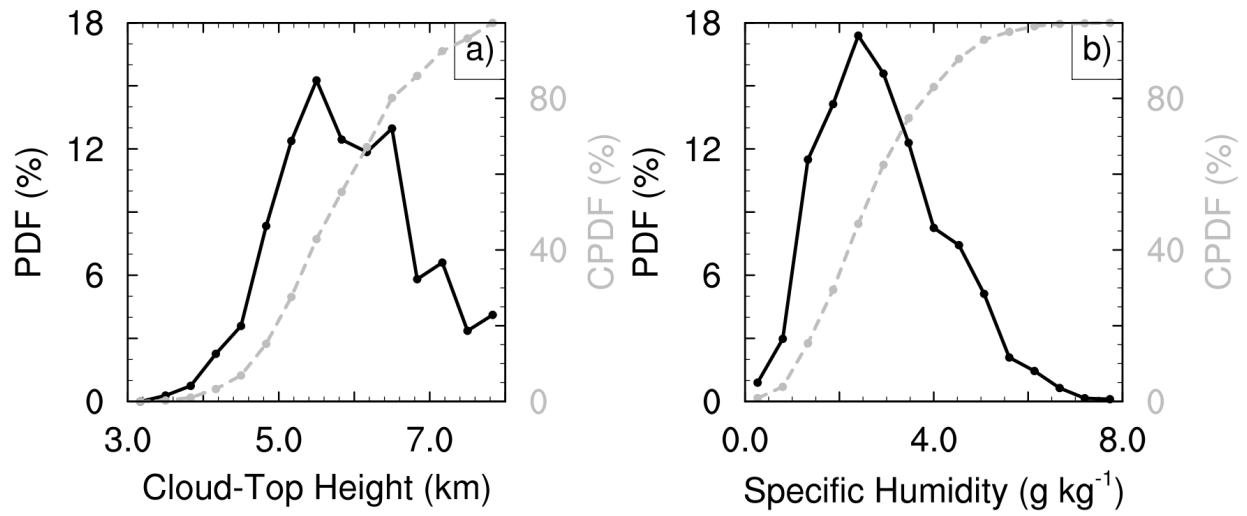 a)
PDF (%)
18
12
6
0
80
40
0
CPDF (%)
3.0 5.0 7.0
Cloud-Top Height (km)
b)
PDF (%)
18
12
6
0
80
40
0
CPDF (%)
0.0 4.0 8.0
Specific Humidity (g kg⁻¹)